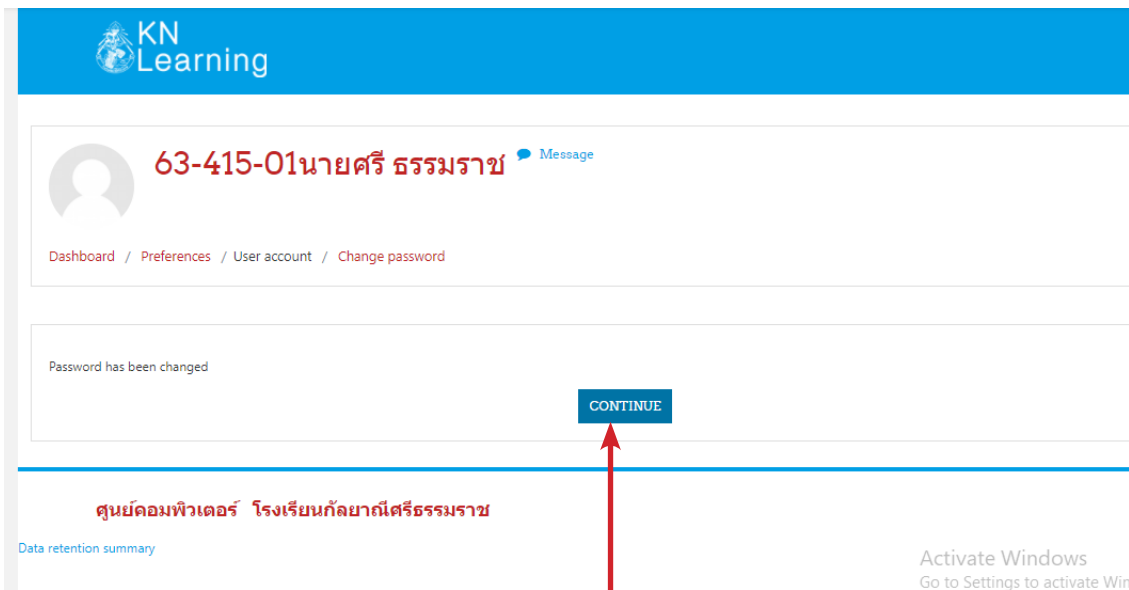 KN
Learning
63-415-01นายศรี ธรรมราช Message
Dashboard / Preferences / User account / Change password
Password has been changed
CONTINUE
ศูนย์คอมพิวเตอร์ โรงเรียนกัลยาณีศรีธรรมราช
Data retention summary
Activate Windows
Go to Settings to activate Win